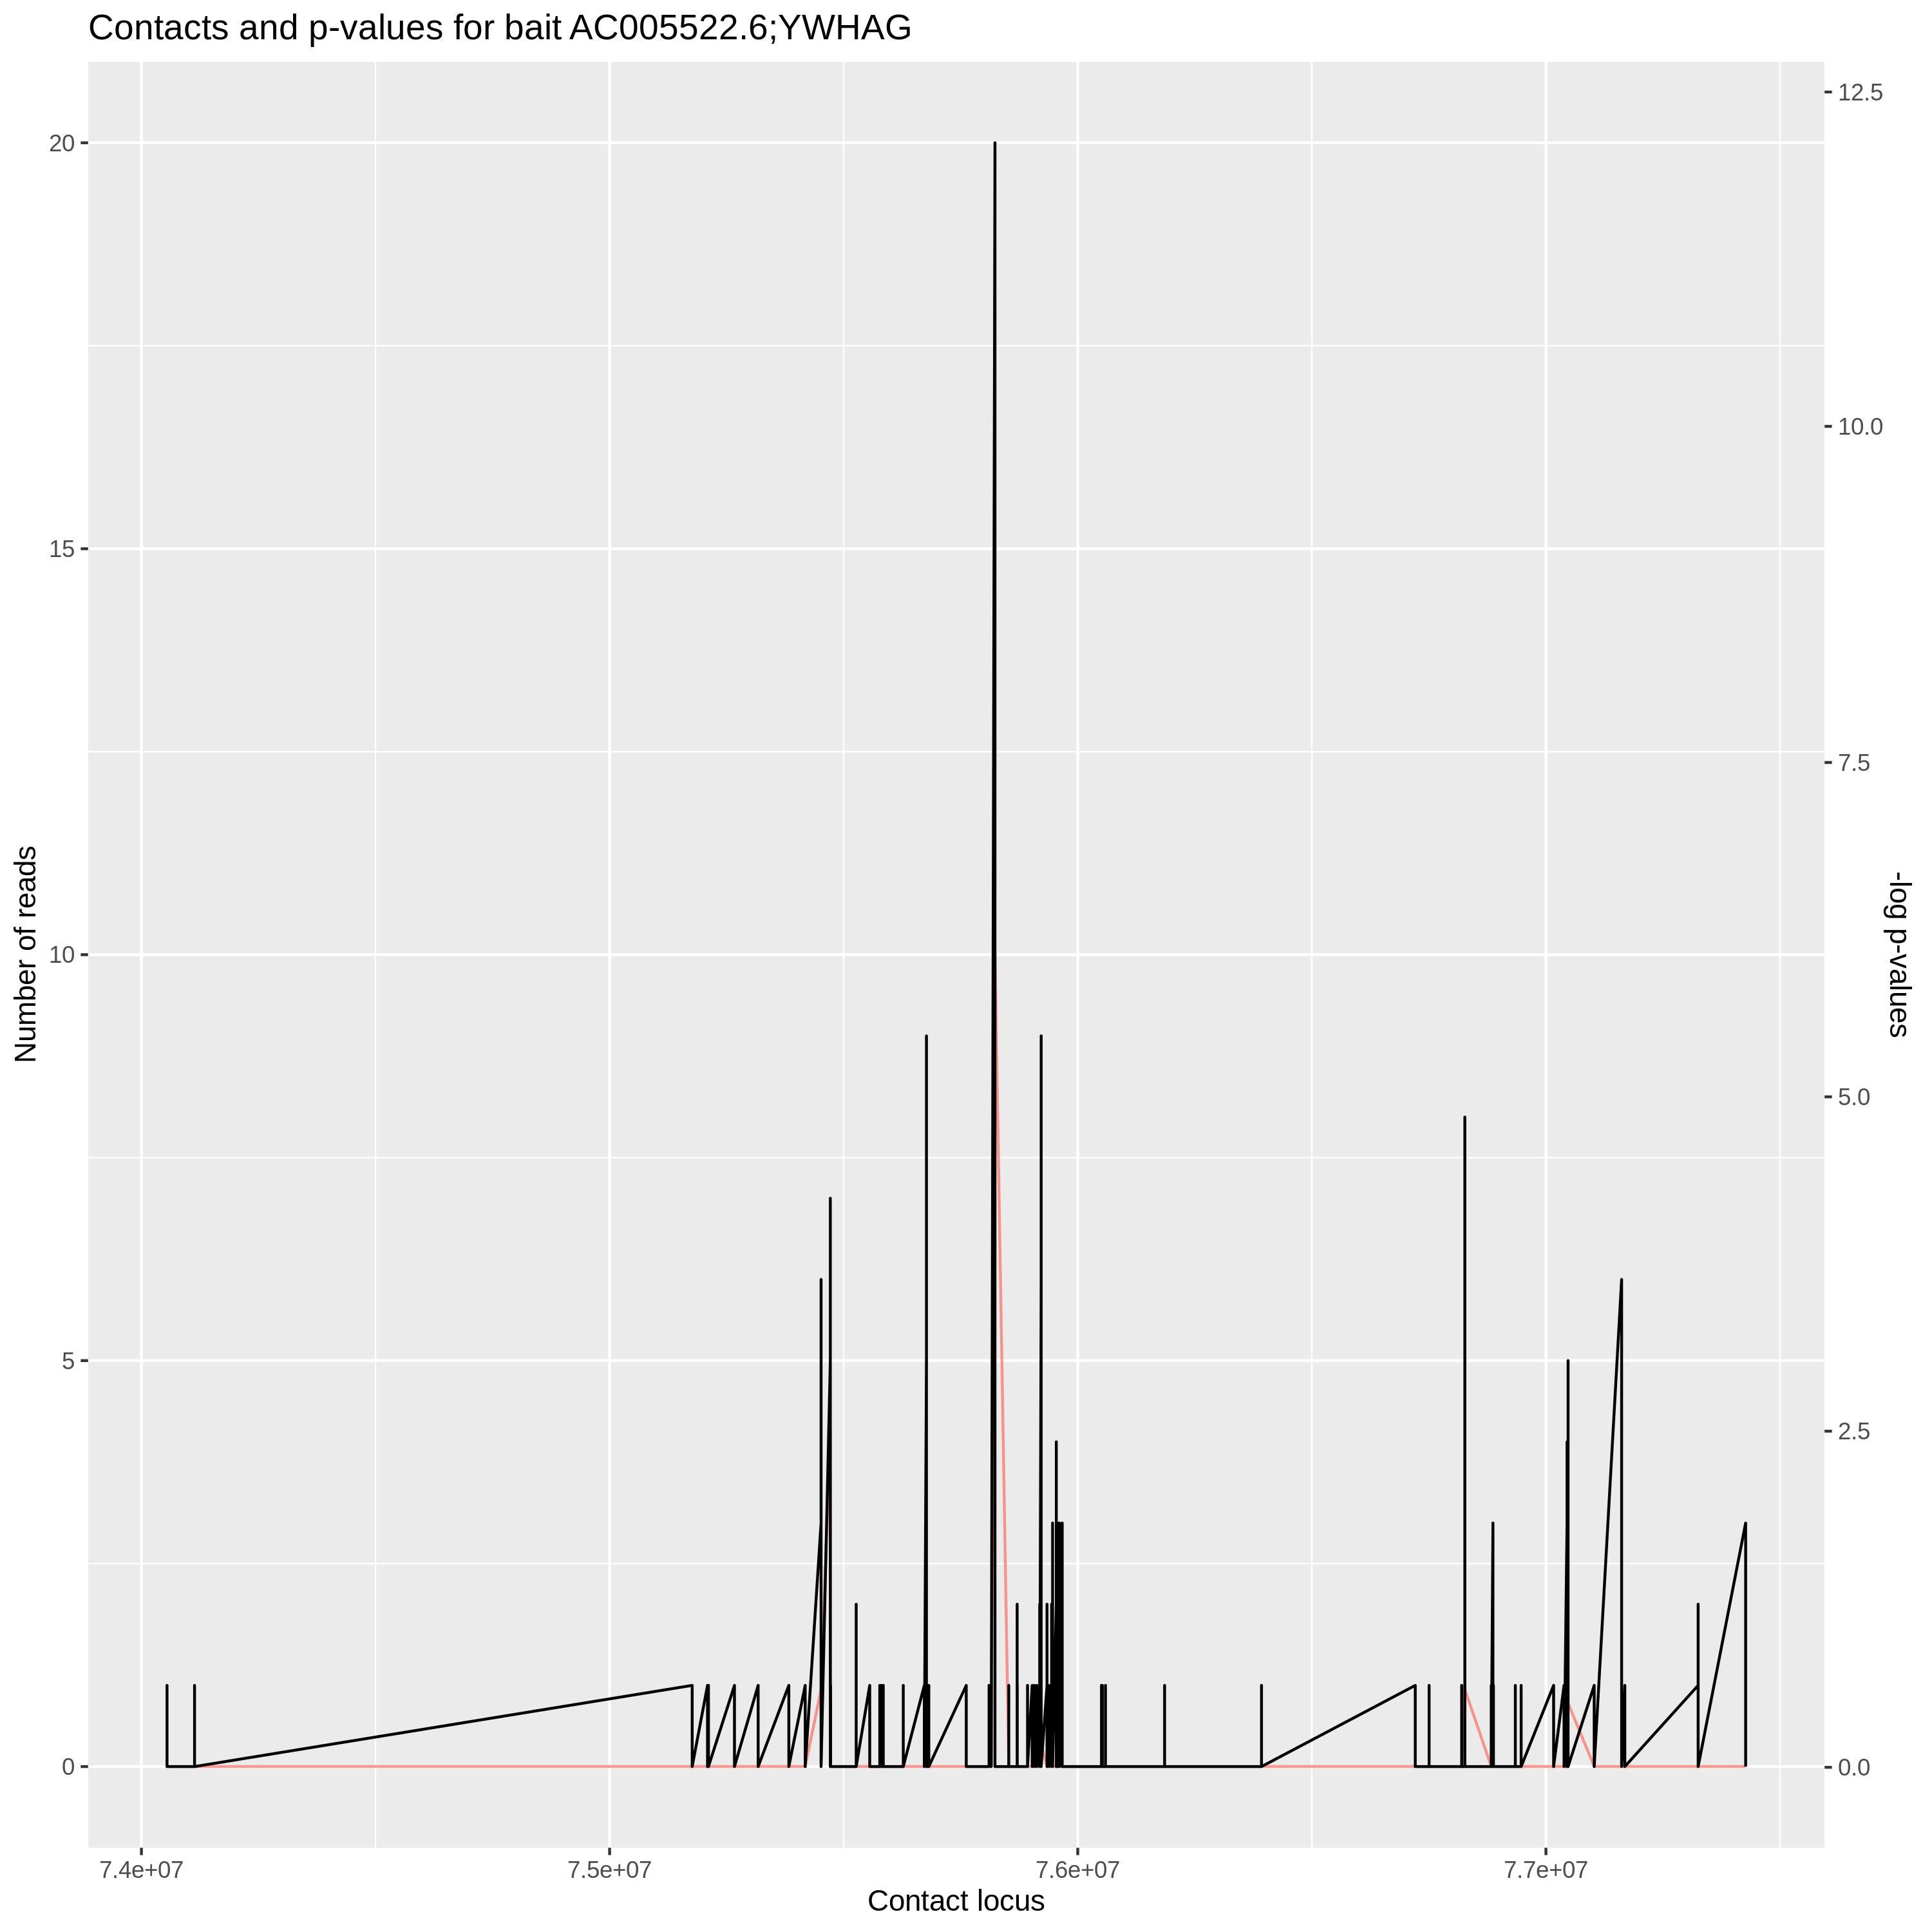 Contacts and p-values for bait AC005522.6;YWHAG
Number of reads
20
15
10
5
0
12.5
10.0
7.5
5.0
2.5
0.0
-log p-values
7.4e+07
7.5e+07
7.6e+07
7.7e+07
Contact locus